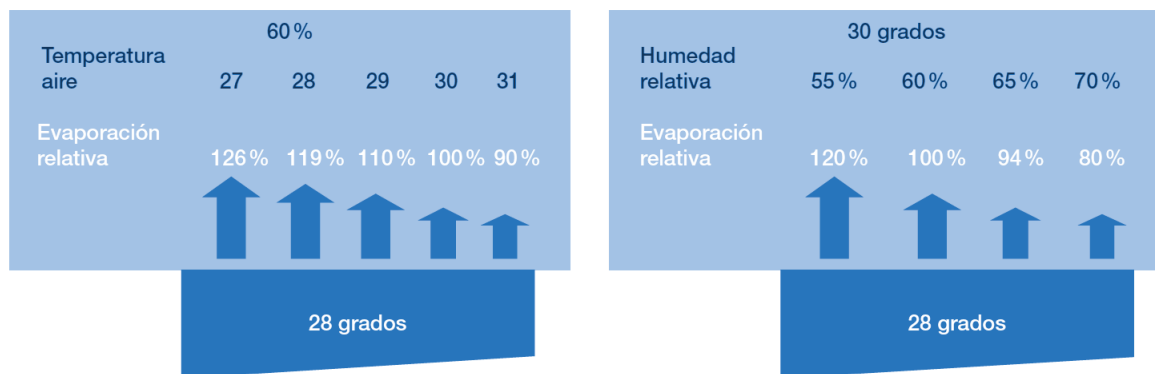 60 %
Temperatura
aire
27 28 29 30 31
Evaporación
relativa
126 % 119 % 110 % 100 % 90 %
28 grados
30 grados
Humedad
relativa
55 % 60 % 65 % 70 %
Evaporación
relativa
120 % 100 % 94 % 80 %
28 grados